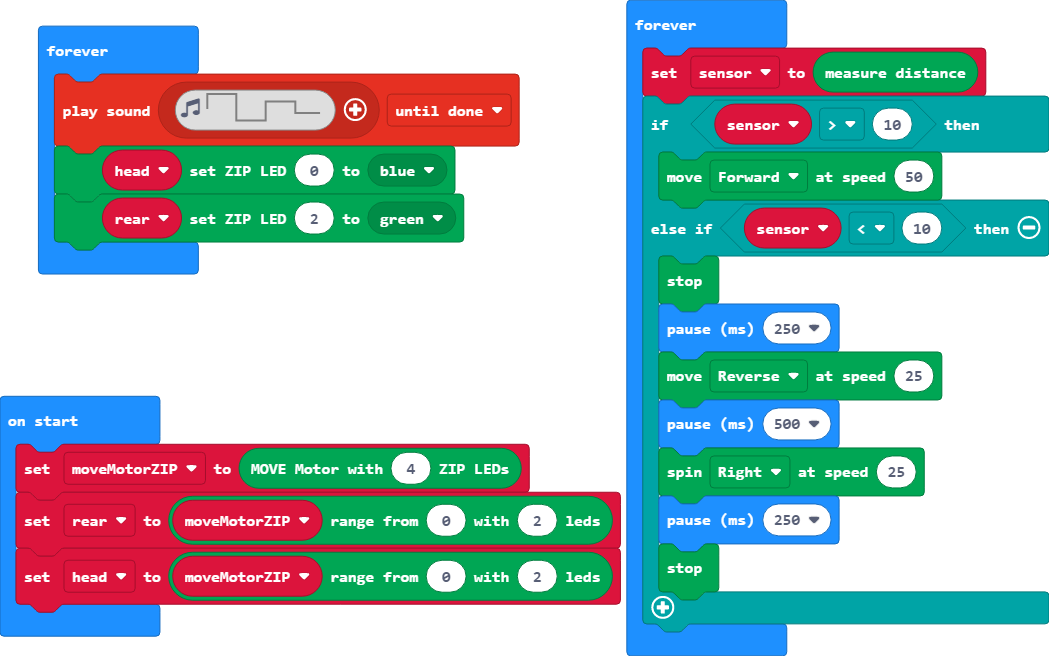 forever
play sound until done
head set ZIP LED 0 to blue
rear set ZIP LED 2 to green
on start
set moveMotorZIP to MOVE Motor with 4 ZIP LEDs
set rear to moveMotorZIP range from 0 with 2 leds
set head to moveMotorZIP range from 0 with 2 leds
forever
set sensor to measure distance
if sensor > 10 then
move Forward at speed 50
else if sensor < 10 then
stop
pause (ms) 250
move Reverse at speed 25
pause (ms) 500
spin Right at speed 25
pause (ms) 250
stop